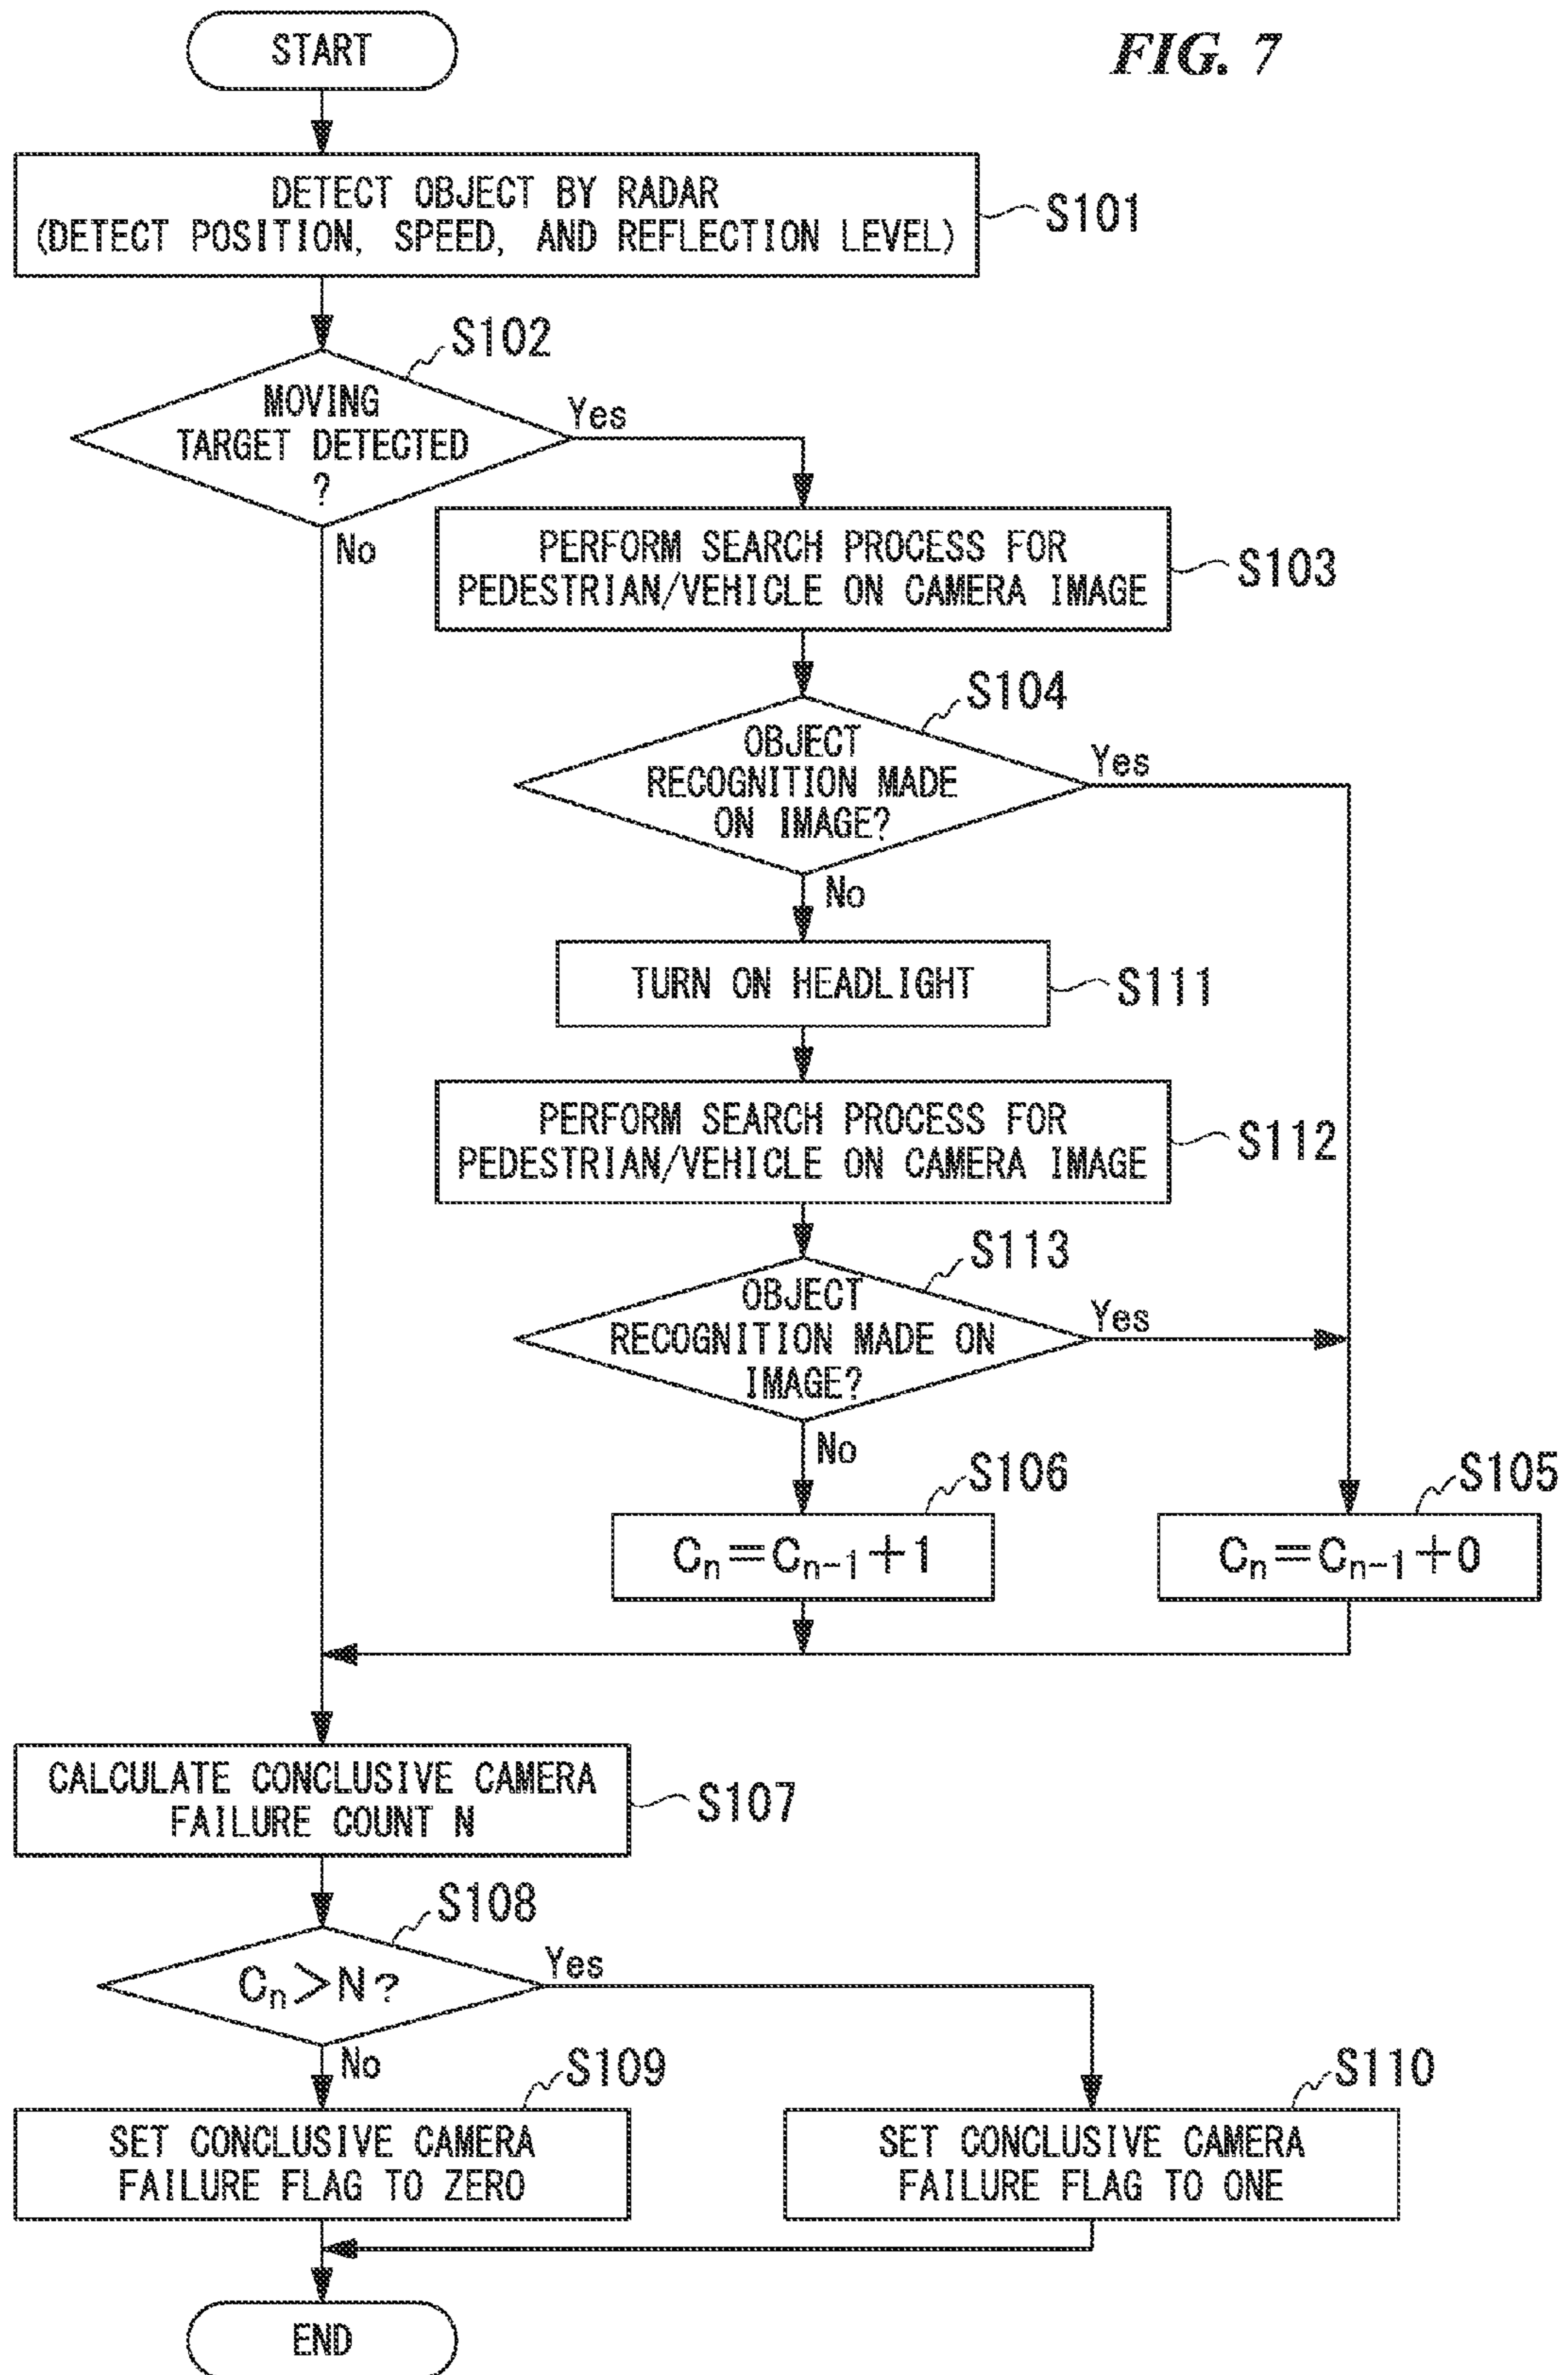 START
FIG. 7
DETECT OBJECT BY RADAR
(DETECT POSITION, SPEED, AND REFLECTION LEVEL)
S101
S102
MOVING
TARGET DETECTED
?
Yes
No
PERFORM SEARCH PROCESS FOR
PEDESTRIAN/VEHICLE ON CAMERA IMAGE
S103
S104
OBJECT
RECOGNITION MADE
ON IMAGE?
Yes
No
TURN ON HEADLIGHT
S111
PERFORM SEARCH PROCESS FOR
PEDESTRIAN/VEHICLE ON CAMERA IMAGE
S112
S113
OBJECT
RECOGNITION MADE ON
IMAGE?
Yes
No
S106
Cn=Cn-1+1
S105
Cn=Cn-1+0
CALCULATE CONCLUSIVE CAMERA
FAILURE COUNT N
S107
S108
Cn>N?
Yes
No
S109
SET CONCLUSIVE CAMERA
FAILURE FLAG TO ZERO
S110
SET CONCLUSIVE CAMERA
FAILURE FLAG TO ONE
END